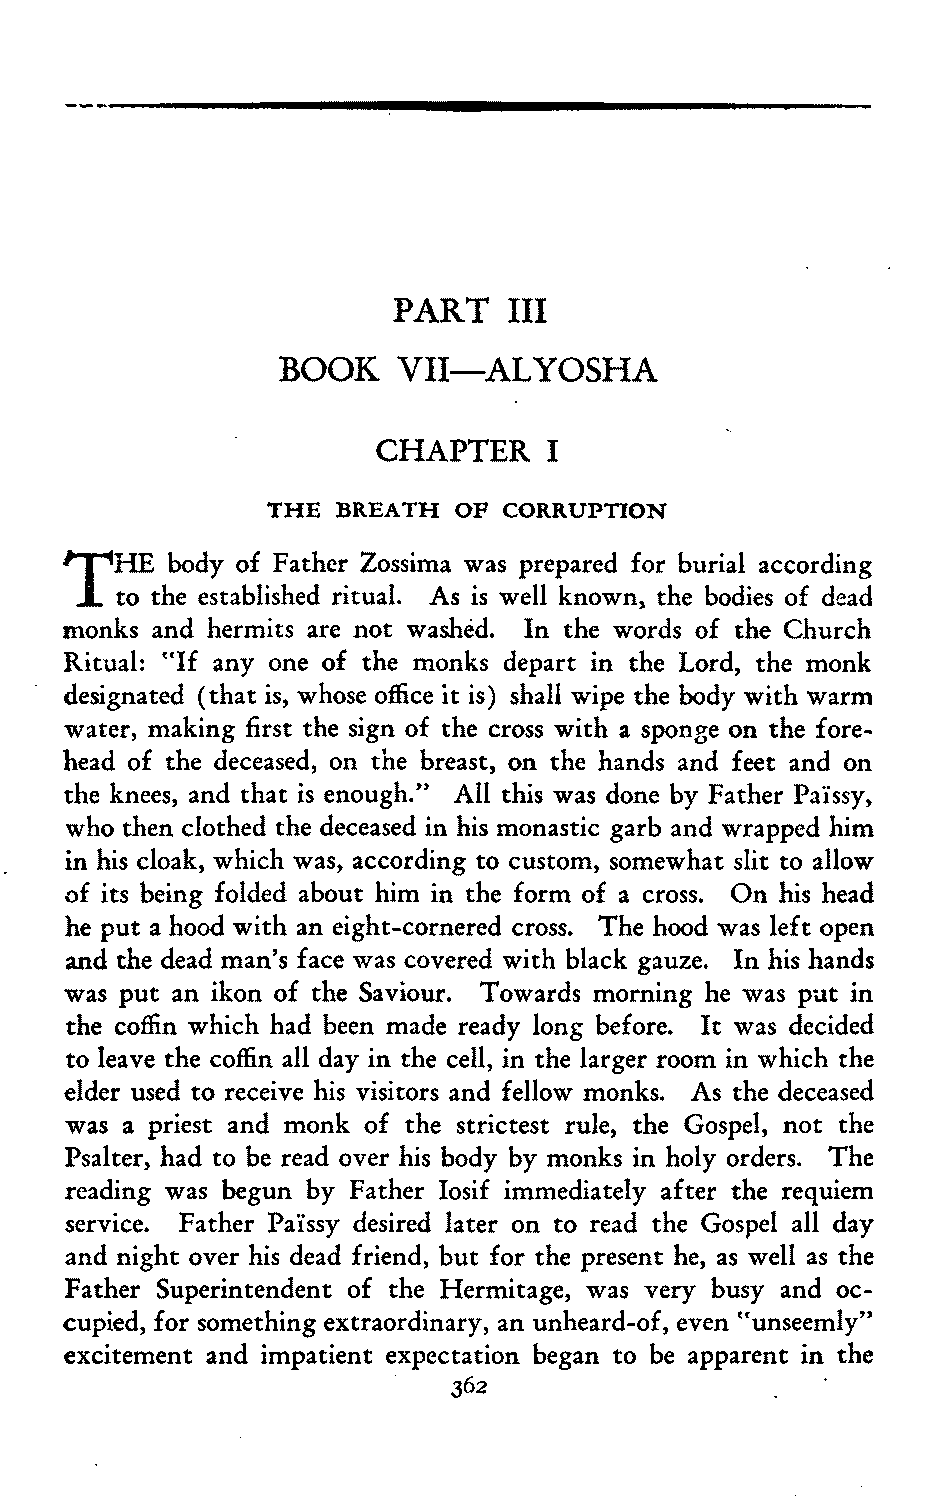 PART III
BOOK VII—ALYOSHA
CHAPTER I
THE BREATH OF CORRUPTION
THE body of Father Zossima was prepared for burial according
to the established ritual. As is well known, the bodies of dead
monks and hermits are not washed. In the words of the Church
Ritual: "If any one of the monks depart in the Lord, the monk
designated (that is, whose office it is) shall wipe the body with warm
water, making first the sign of the cross with a sponge on the fore-
head of the deceased, on the breast, on the hands and feet and on
the knees, and that is enough." All this was done by Father Païssy,
who then clothed the deceased in his monastic garb and wrapped him
in his cloak, which was, according to custom, somewhat slit to allow
of its being folded about him in the form of a cross. On his head
he put a hood with an eight-cornered cross. The hood was left open
and the dead man's face was covered with black gauze. In his hands
was put an ikon of the Saviour. Towards morning he was put in
the coffin which had been made ready long before. It was decided
to leave the coffin all day in the cell, in the larger room in which the
elder used to receive his visitors and fellow monks. As the deceased
was a priest and monk of the strictest rule, the Gospel, not the
Psalter, had to be read over his body by monks in holy orders. The
reading was begun by Father Iosif immediately after the requiem
service. Father Païssy desired later on to read the Gospel all day
and night over his dead friend, but for the present he, as well as the
Father Superintendent of the Hermitage, was very busy and oc-
cupied, for something extraordinary, an unheard-of, even "unseemly"
excitement and impatient expectation began to be apparent in the
362